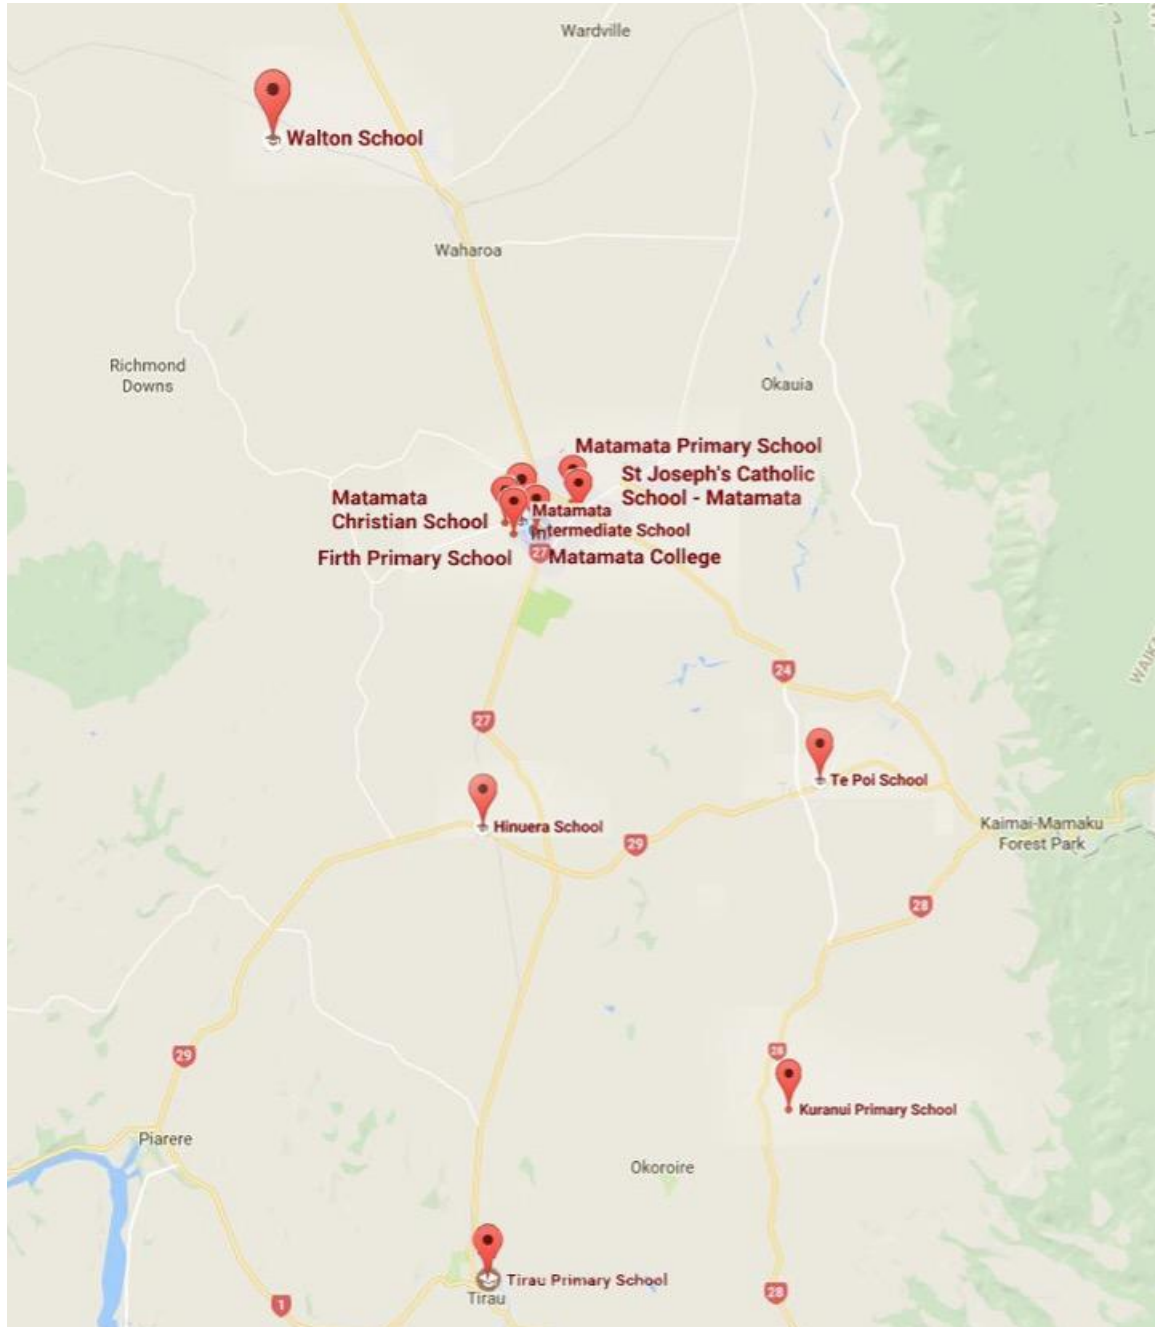 Wardville
Walton School
Waharoa
Richmond
Downs
Okauia
Matamata Primary School
St Joseph's Catholic
School - Matamata
Matamata
Christian School
Matamata
Intermediate School
Firth Primary School
27
Matamata College
24
27
Te Poi School
Hinuera School
29
Kaimai-Mamaku
Forest Park
28
29
28
Kuranui Primary School
Piarere
Okoroire
Tirau Primary School
Tirau
1
28